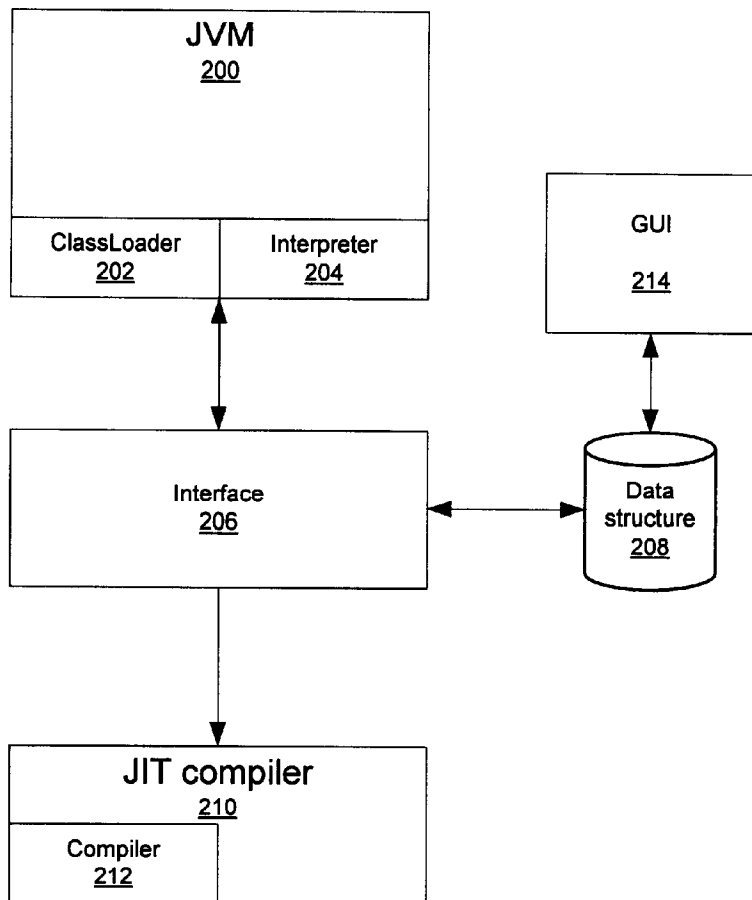 JVM
200
ClassLoader
202
Interpreter
204
GUI
214
Interface
206
Data
structure
208
JIT compiler
210
Compiler
212